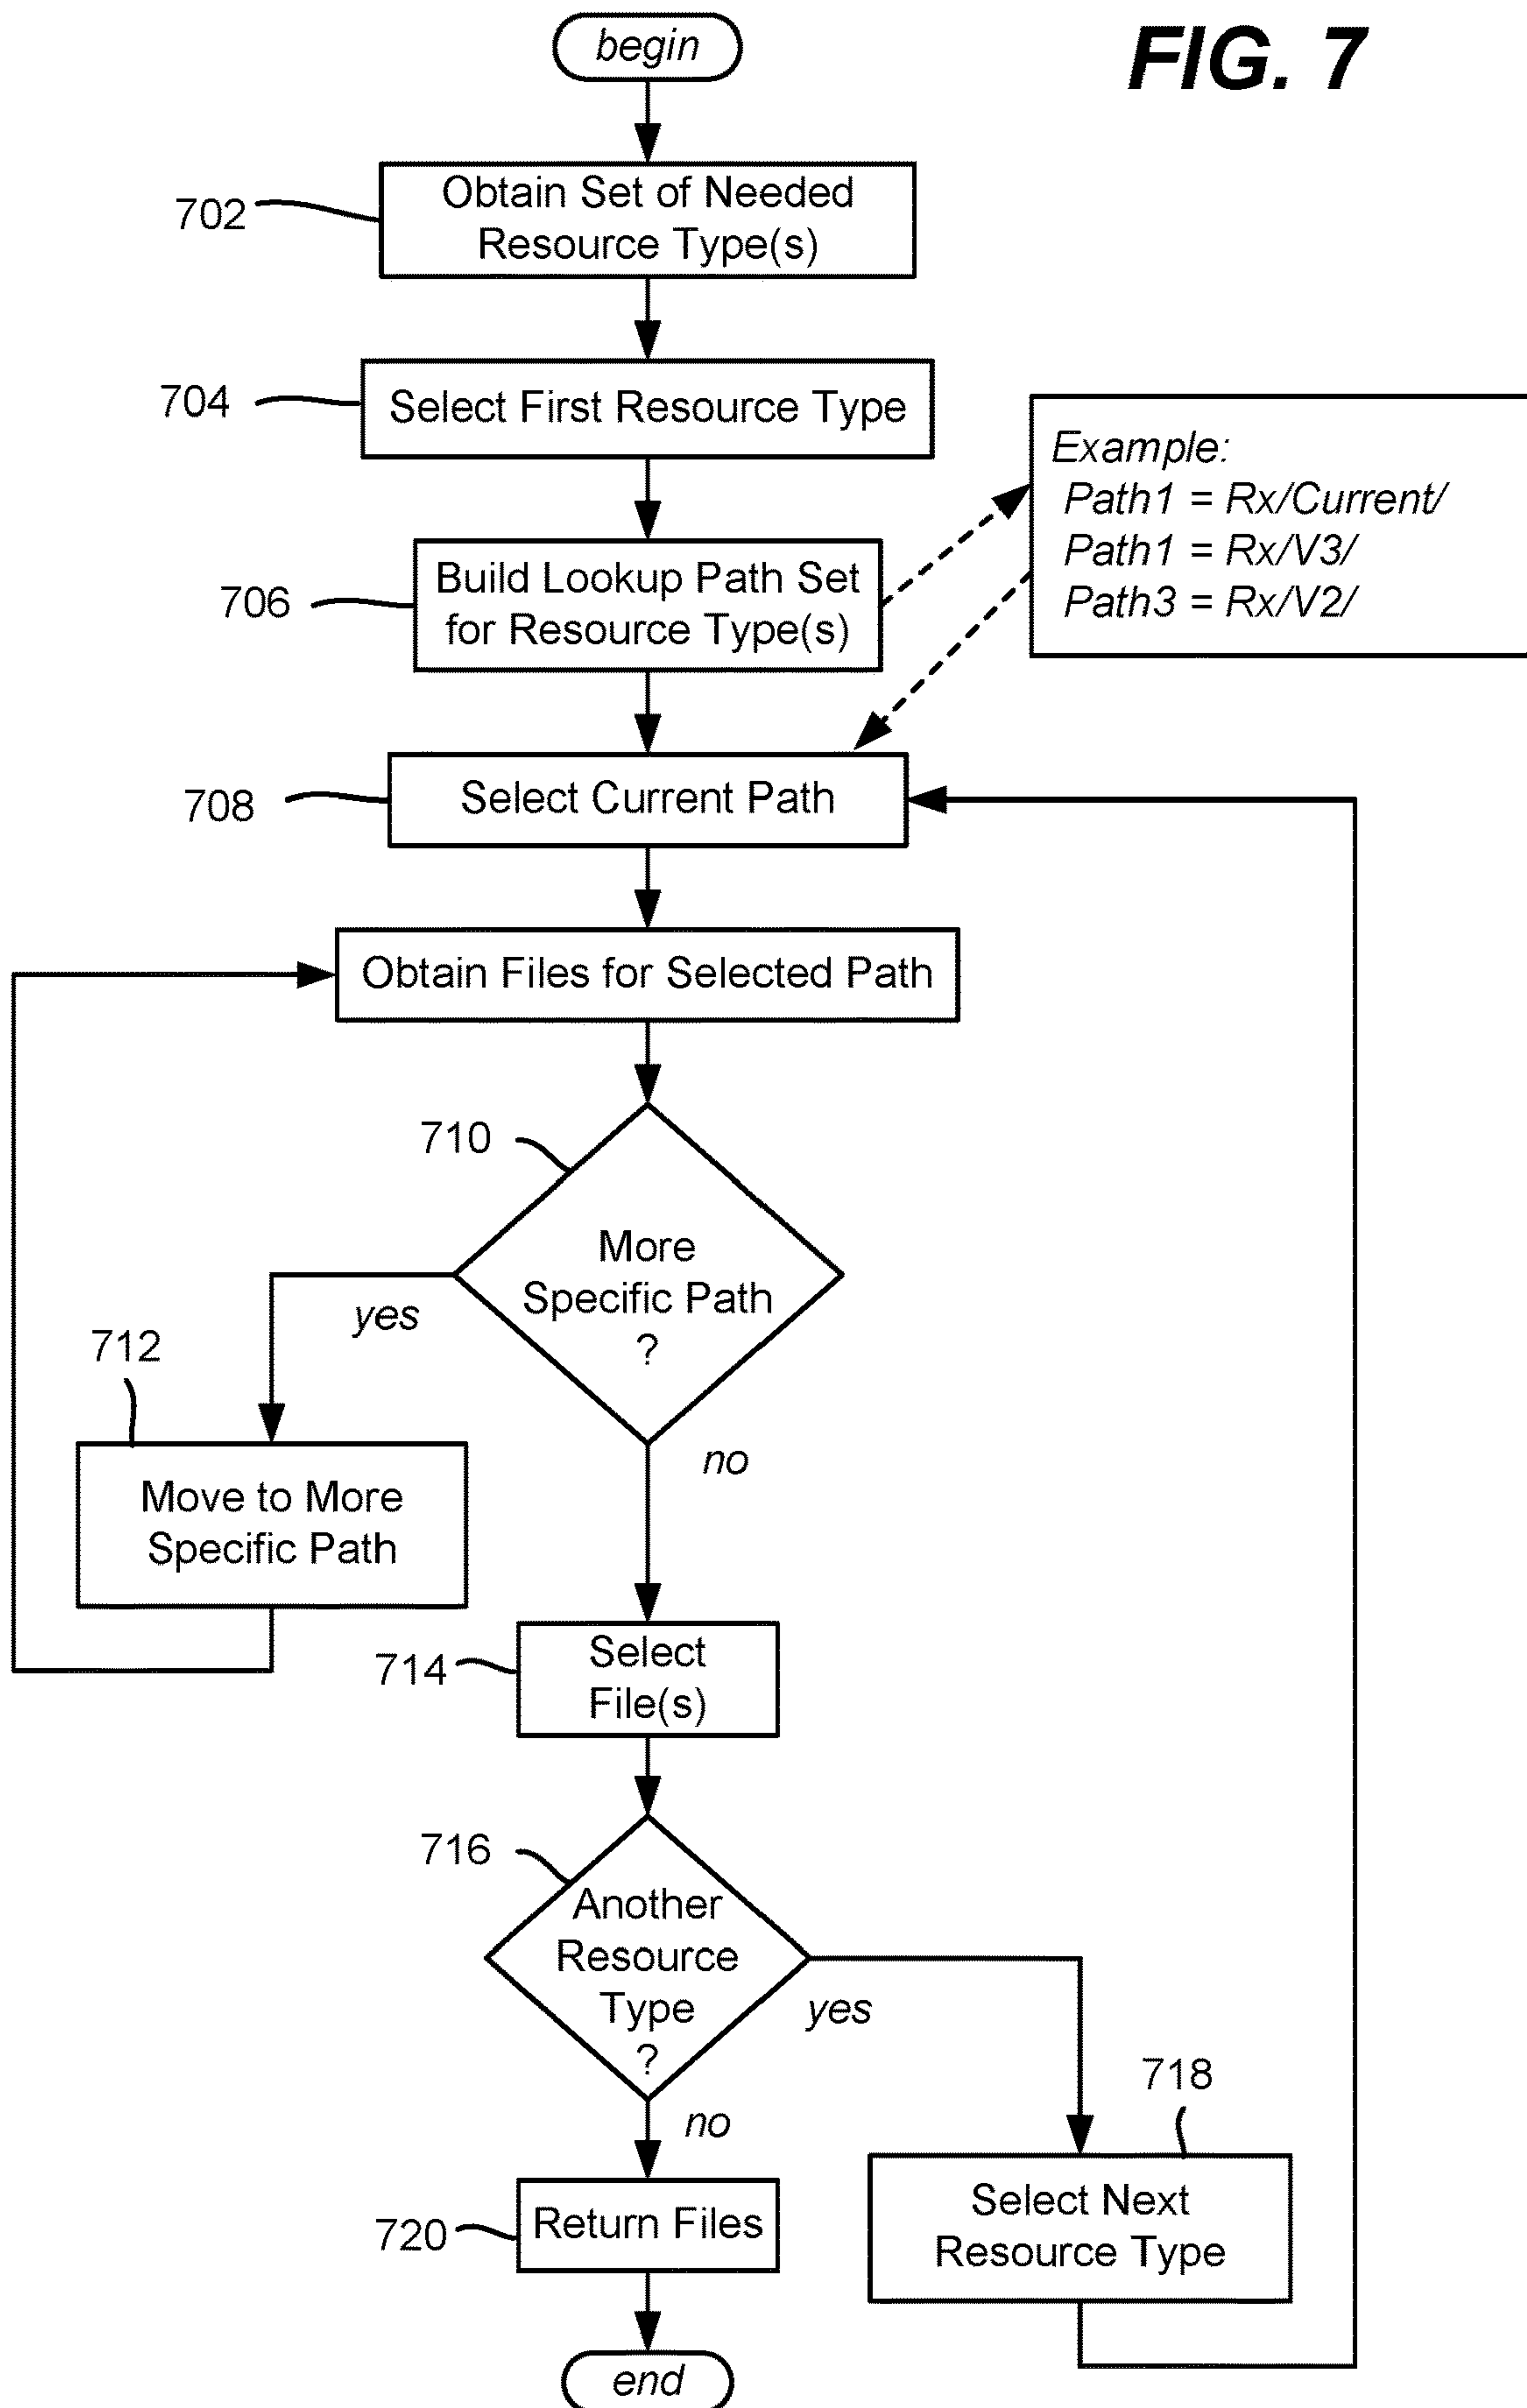 FIG. 7
begin
702
Obtain Set of Needed
Resource Type(s)
704
Select First Resource Type
Example:
Path1 = Rx/Current/
Path1 = Rx/V3/
Path3 = Rx/V2/
706
Build Lookup Path Set
for Resource Type(s)
708
Select Current Path
Obtain Files for Selected Path
710
More
Specific Path
?
yes
no
712
Move to More
Specific Path
714
Select
File(s)
716
Another
Resource
Type
?
yes
no
718
Select Next
Resource Type
720
Return Files
end